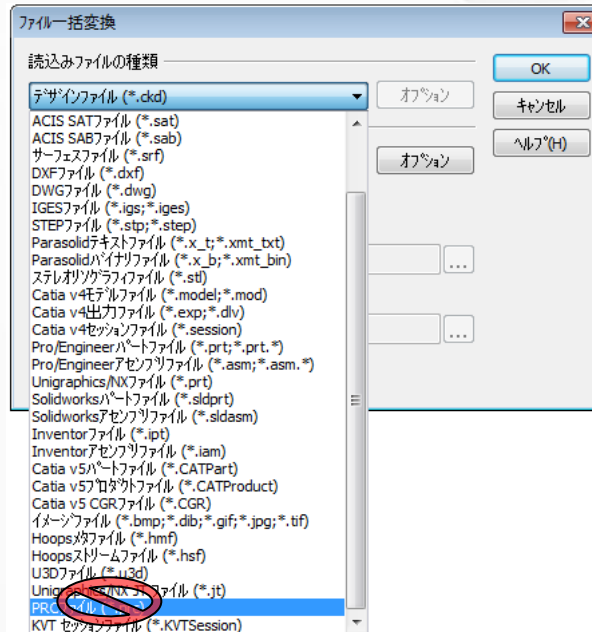 ファイル一括変換
読込みファイルの種類
デザインファイル (*.ckd)
オプション
OK
キャンセル
ヘルプ(H)
オプション
...
...
ACIS SATファイル (*.sat)
ACIS SABファイル (*.sab)
サーフェスファイル (*.srf)
DXFファイル (*.dxf)
DWGファイル (*.dwg)
IGESファイル (*.igs;*.iges)
STEPファイル (*.stp;*.step)
Parasolidテキストファイル (*.x_t;*.xmt_txt)
Parasolidバイナリファイル (*.x_b;*.xmt_bin)
ステレオリソグラフィファイル (*.stl)
Catia v4モデルファイル (*.model;*.mod)
Catia v4出力ファイル (*.exp;*.dlv)
Catia v4セッションファイル (*.session)
Pro/Engineerパートファイル (*.prt;*.prt.*)
Pro/Engineerアセンブリファイル (*.asm;*.asm.*)
Unigraphics/NXファイル (*.prt)
Solidworksパートファイル (*.sldprt)
Solidworksアセンブリファイル (*.sldasm)
Inventorファイル (*.ipt)
Inventorアセンブリファイル (*.iam)
Catia v5パートファイル (*.CATPart)
Catia v5プロダクトファイル (*.CATProduct)
Catia v5 CGRファイル (*.CGR)
イメージファイル (*.bmp;*.dib;*.gif;*.jpg;*.tif)
Hoopsメタファイル (*.hmf)
Hoopsストリームファイル (*.hsf)
U3Dファイル (*.u3d)
Unigraphics/NX JTファイル (*.jt)
PRCファイル
KVT セッションファイル (*.KVTSession)